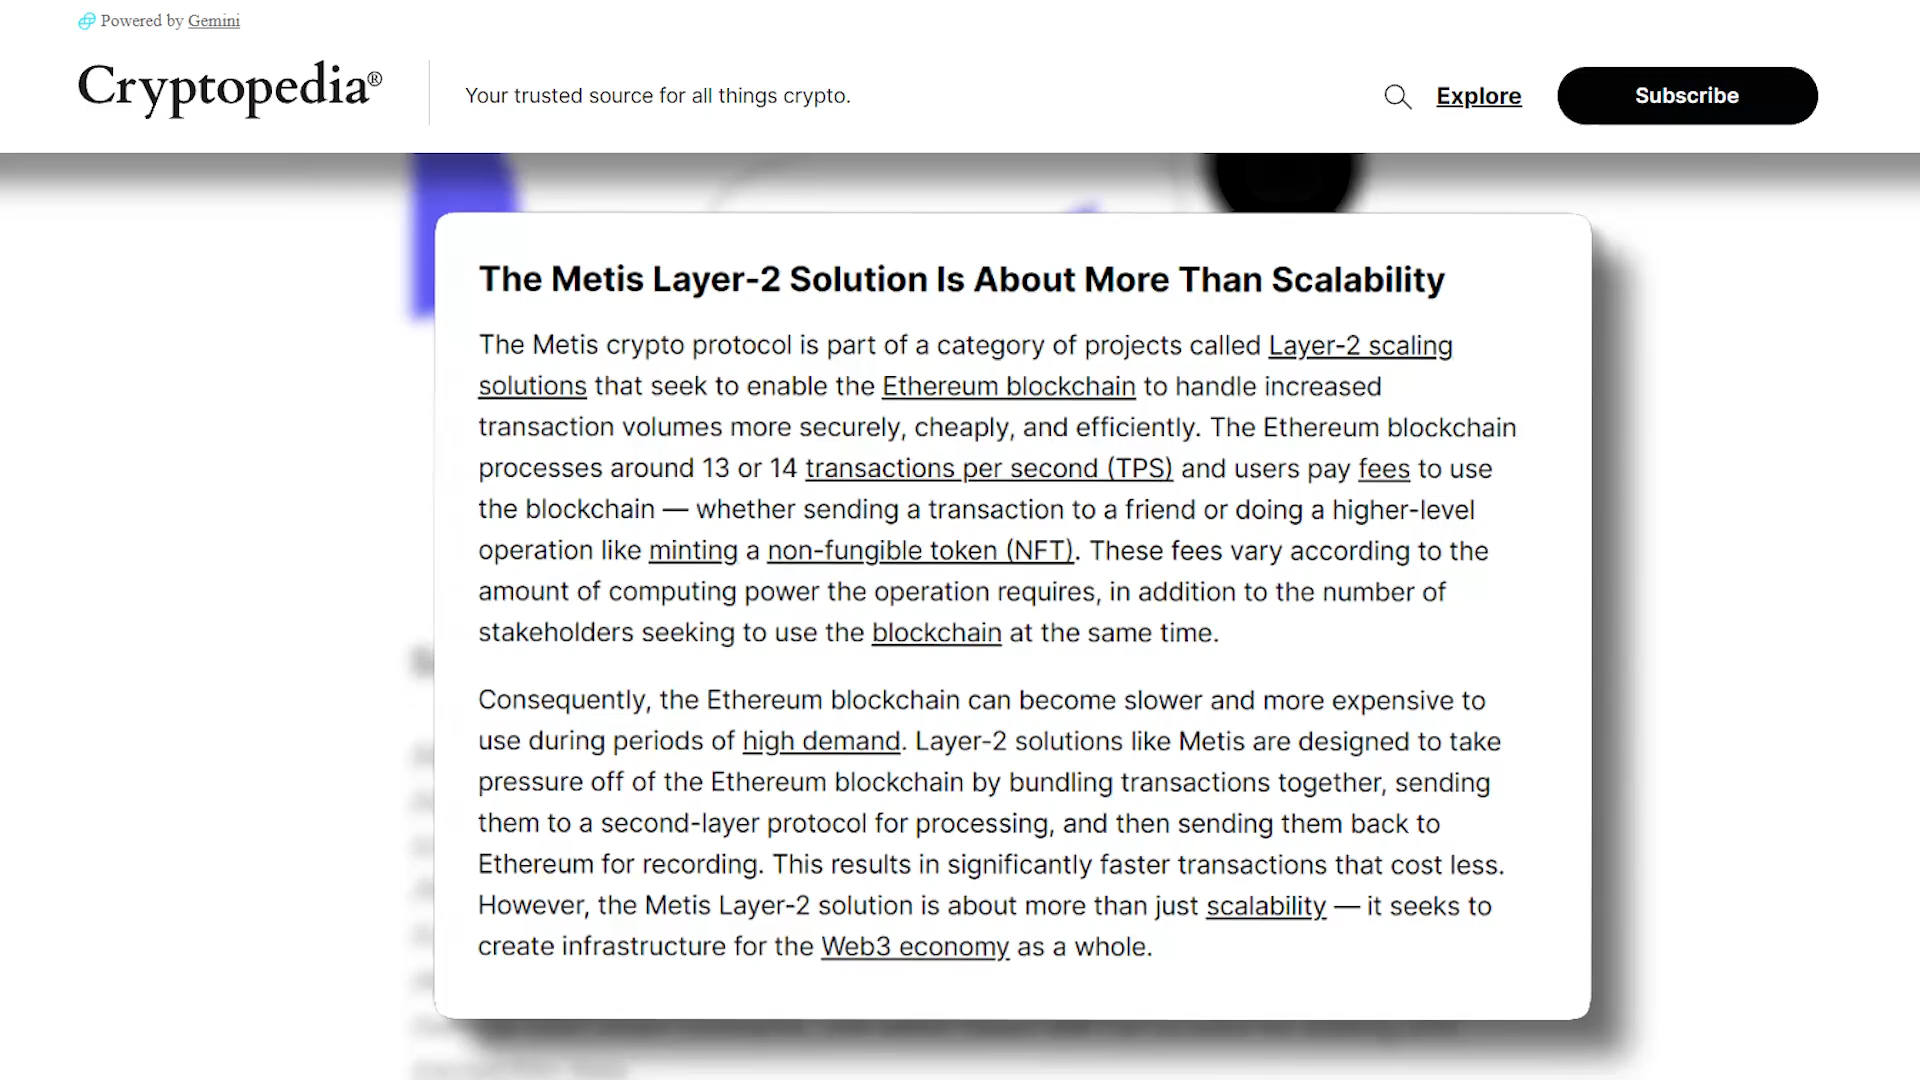 Powered by Gemini
Cryptopedia®
Your trusted source for all things crypto.
Explore
Subscribe
The Metis Layer-2 Solution Is About More Than Scalability
The Metis crypto protocol is part of a category of projects called Layer-2 scaling
solutions that seek to enable the Ethereum blockchain to handle increased
transaction volumes more securely, cheaply, and efficiently. The Ethereum blockchain
processes around 13 or 14 transactions per second (TPS) and users pay fees to use
the blockchain — whether sending a transaction to a friend or doing a higher-level
operation like minting a non-fungible token (NFT). These fees vary according to the
amount of computing power the operation requires, in addition to the number of
stakeholders seeking to use the blockchain at the same time.
Consequently, the Ethereum blockchain can become slower and more expensive to
use during periods of high demand. Layer-2 solutions like Metis are designed to take
pressure off of the Ethereum blockchain by bundling transactions together, sending
them to a second-layer protocol for processing, and then sending them back to
Ethereum for recording. This results in significantly faster transactions that cost less.
However, the Metis Layer-2 solution is about more than just scalability — it seeks to
create infrastructure for the Web3 economy as a whole.